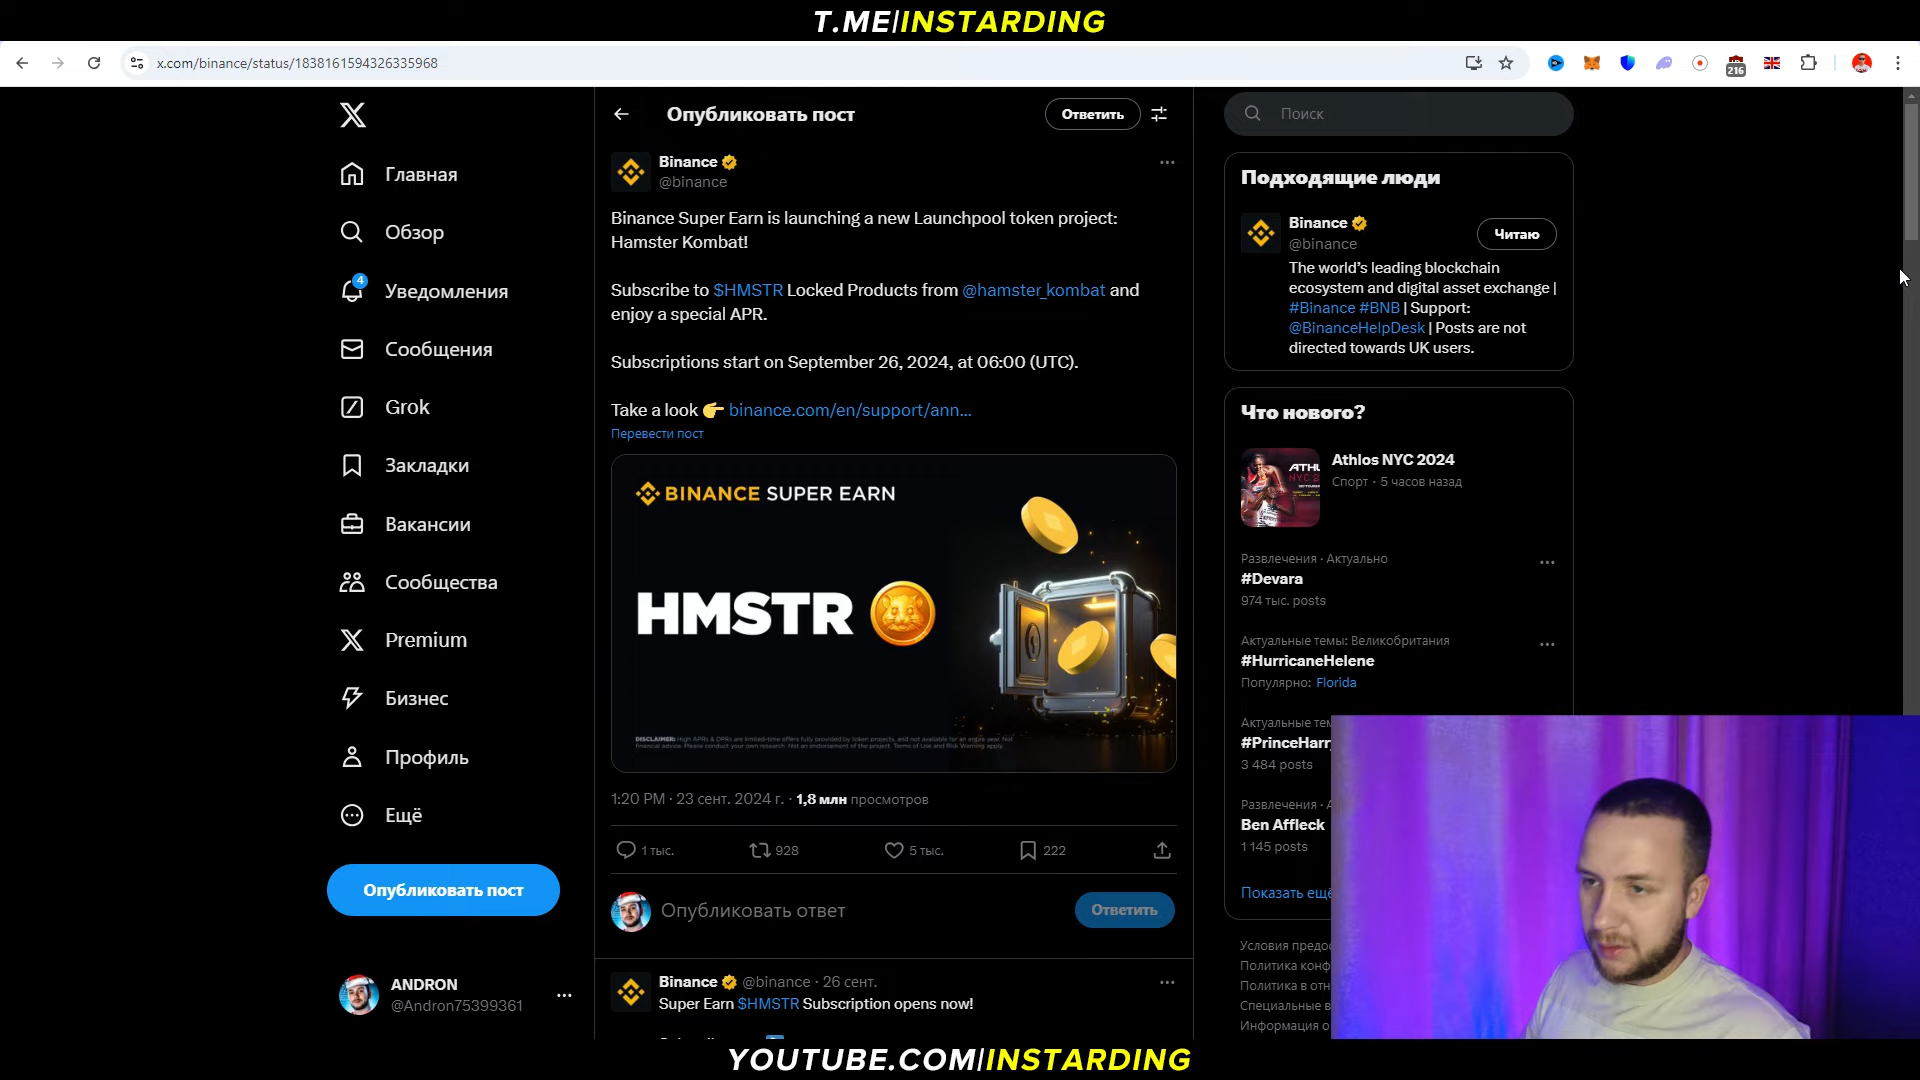 T.ME|INSTARDING
x.com/binance/status/1838161594326335968
216
Главная
Обзор
4
Уведомления
Сообщения
Grok
Закладки
Вакансии
Сообщества
Premium
Бизнес
Профиль
Ещё
Опубликовать пост
ANDRON
@Andron75399361
Опубликовать пост
Ответить
Binance
@binance
Binance Super Earn is launching a new Launchpool token project:
Hamster Kombat!
Subscribe to $HMSTR Locked Products from @hamster_kombat and
enjoy a special APR.
Subscriptions start on September 26, 2024, at 06:00 (UTC).
Take a look 👉 binance.com/en/support/ann...
Перевести пост
BINANCE SUPER EARN
HMSTR
DISCLAIMER: High APRs & DPRs are limited-time offers fully provided by token projects, and not available for an entire year. Not
financial advice. Please conduct your own research. Not an endorsement of the project. Terms of Use and Risk Warning apply.
1:20 PM · 23 сент. 2024 г. · 1,8 млн просмотров
1 тыс.
928
5 тыс.
222
Опубликовать ответ
Ответить
Binance @binance · 26 сент.
Super Earn $HMSTR Subscription opens now!
Поиск
Подходящие люди
Binance
@binance
Читаю
The world's leading blockchain
ecosystem and digital asset exchange |
#Binance #BNB | Support:
@BinanceHelpDesk | Posts are not
directed towards UK users.
Что нового?
Athlos NYC 2024
Спорт · 5 часов назад
Развлечения · Актуально
#Devara
974 тыс. posts
Актуальные темы: Великобритания
#HurricaneHelene
Популярно: Florida
Актуальные тем
#PrinceHarry
3 484 posts
Развлечения · А
Ben Affleck
1 145 posts
Показать ещё
Условия предос
Политика конф
Политика в отн
Специальные в
Информация о
YOUTUBE.COM|INSTARDING